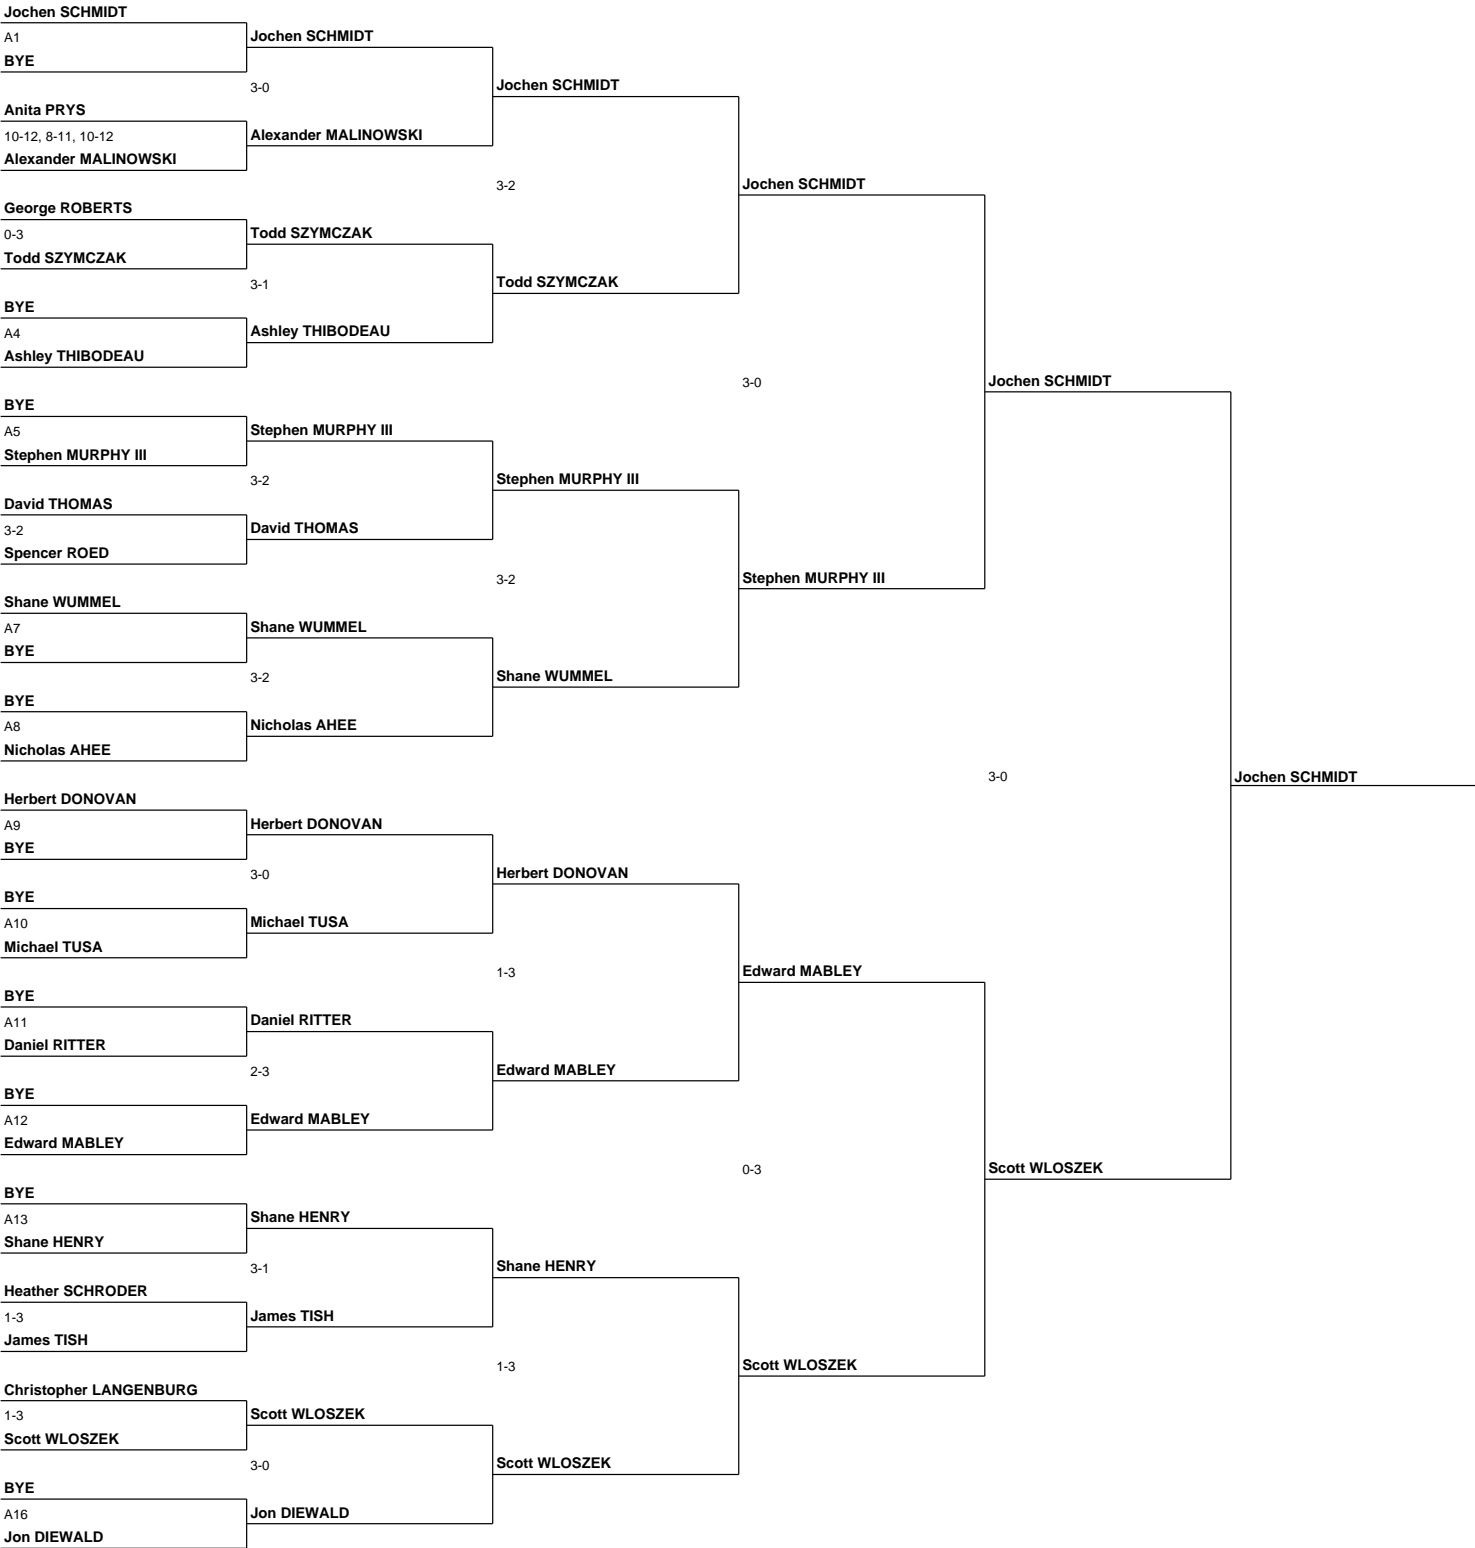 Jochen SCHMIDT
A1
BYE
Jochen SCHMIDT
3-0
Jochen SCHMIDT
Anita PRYS
10-12, 8-11, 10-12
Alexander MALINOWSKI
Alexander MALINOWSKI
3-2
Jochen SCHMIDT
George ROBERTS
0-3
Todd SZYMCZAK
Todd SZYMCZAK
3-1
Todd SZYMCZAK
BYE
A4
Ashley THIBODEAU
Ashley THIBODEAU
3-0
Jochen SCHMIDT
BYE
A5
Stephen MURPHY III
Stephen MURPHY III
3-2
Stephen MURPHY III
David THOMAS
3-2
Spencer ROED
David THOMAS
3-2
Stephen MURPHY III
Shane WUMMEL
A7
BYE
Shane WUMMEL
3-2
Shane WUMMEL
BYE
A8
Nicholas AHEE
Nicholas AHEE
3-0
Jochen SCHMIDT
Herbert DONOVAN
A9
BYE
Herbert DONOVAN
3-0
Herbert DONOVAN
BYE
A10
Michael TUSA
Michael TUSA
1-3
Edward MABLEY
BYE
A11
Daniel RITTER
Daniel RITTER
2-3
Edward MABLEY
BYE
A12
Edward MABLEY
Edward MABLEY
0-3
Scott WLOSZEK
BYE
A13
Shane HENRY
Shane HENRY
3-1
Shane HENRY
Heather SCHRODER
1-3
James TISH
James TISH
1-3
Scott WLOSZEK
Christopher LANGENBURG
1-3
Scott WLOSZEK
Scott WLOSZEK
3-0
Scott WLOSZEK
BYE
A16
Jon DIEWALD
Jon DIEWALD